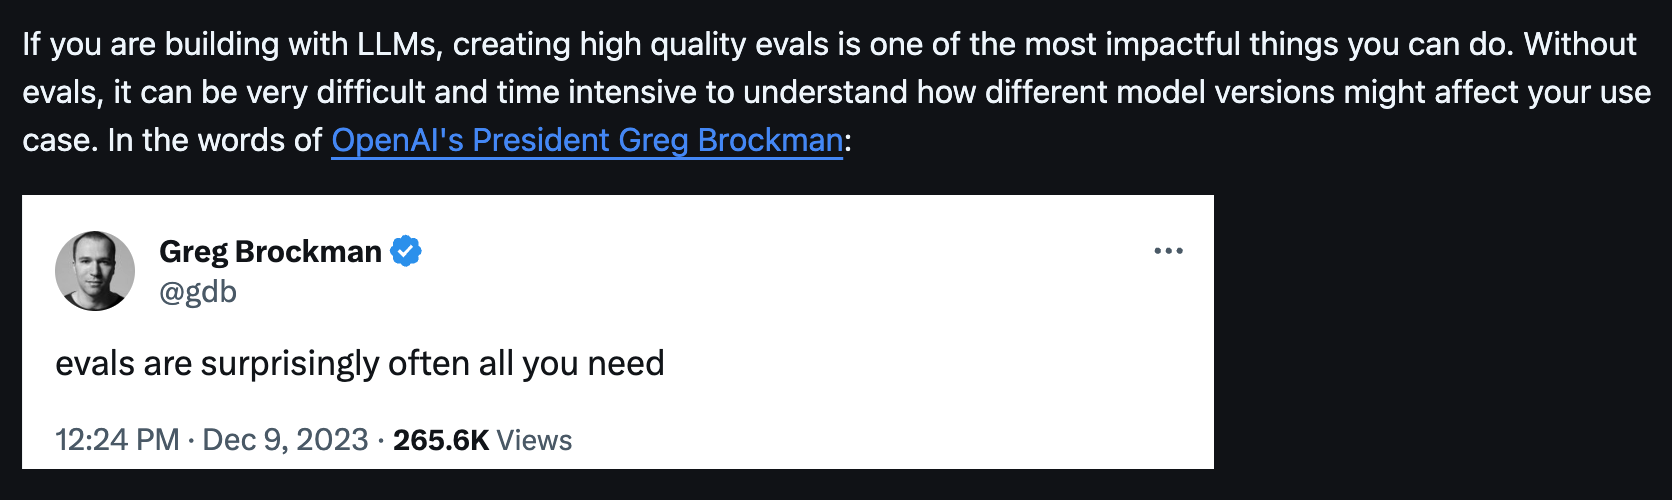 If you are building with LLMs, creating high quality evals is one of the most impactful things you can do. Without
evals, it can be very difficult and time intensive to understand how different model versions might affect your use
case. In the words of OpenAI's President Greg Brockman:
Greg Brockman
@gdb
evals are surprisingly often all you need
12:24 PM · Dec 9, 2023 · 265.6K Views